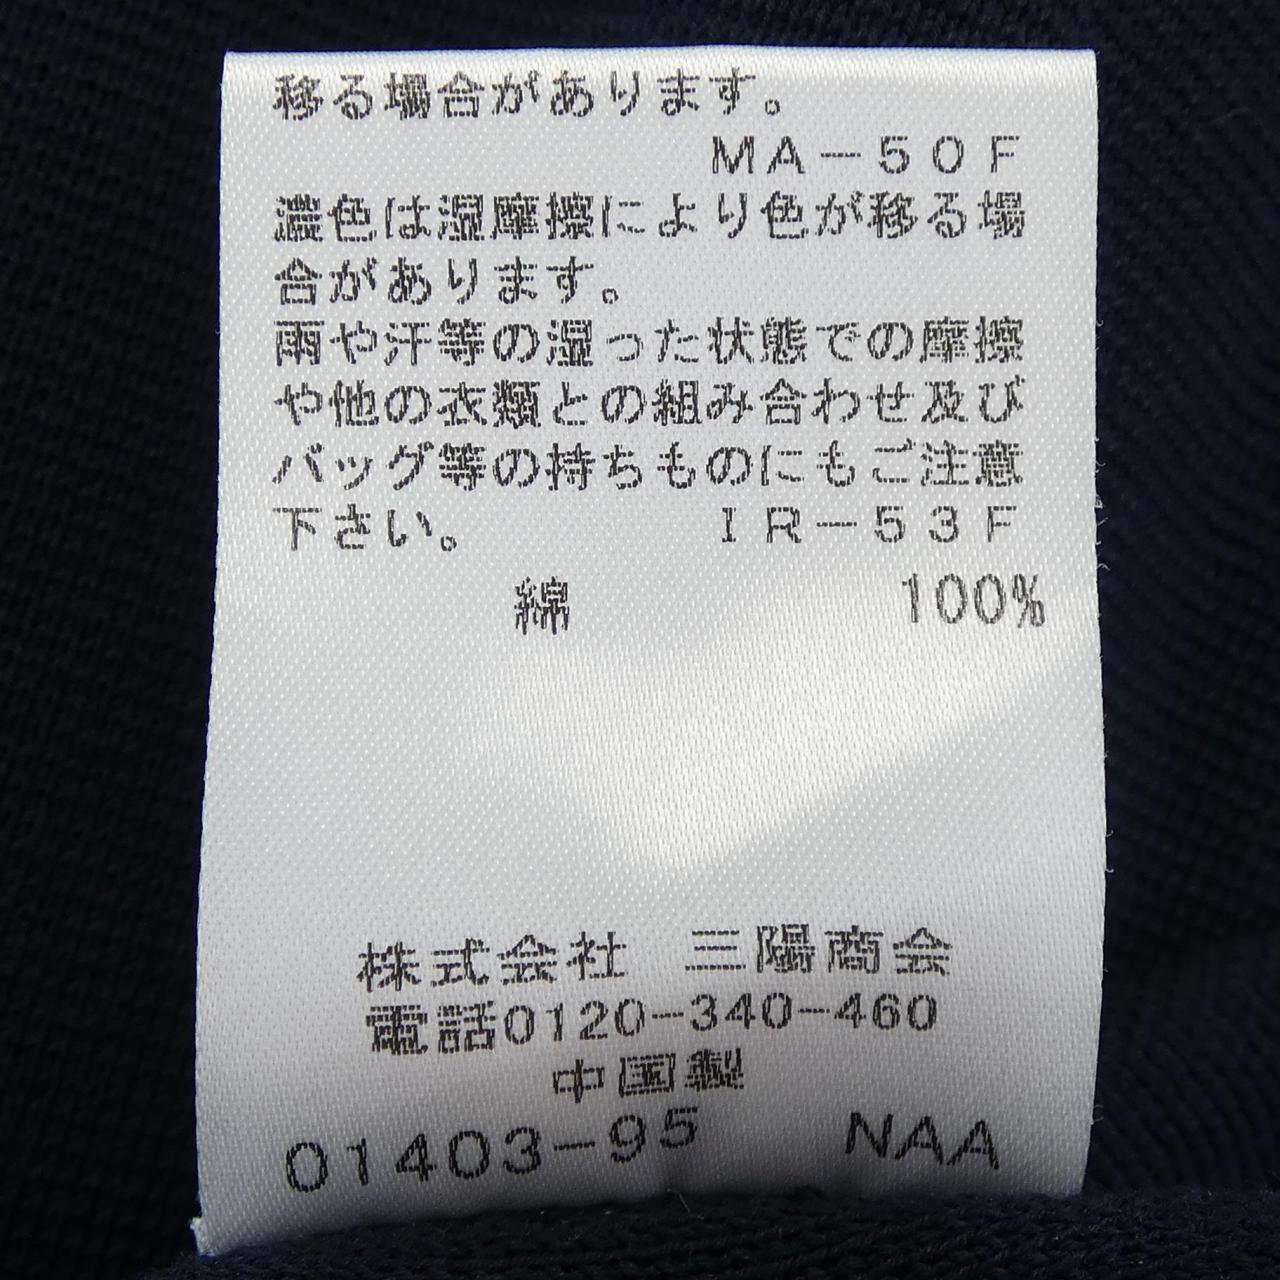 移る場合があります。
ＭＡ－５０Ｆ
濃色は湿摩擦により色が移る場
合があります。
雨や汗等の湿った状態での摩擦
や他の衣類との組み合わせ及び
バッグ等の持ちものにもご注意
下さい。 ＩＲ－５３Ｆ
綿 100%
株式会社 三陽商会
電話0120-340-460
中国製
01403-95 NAA